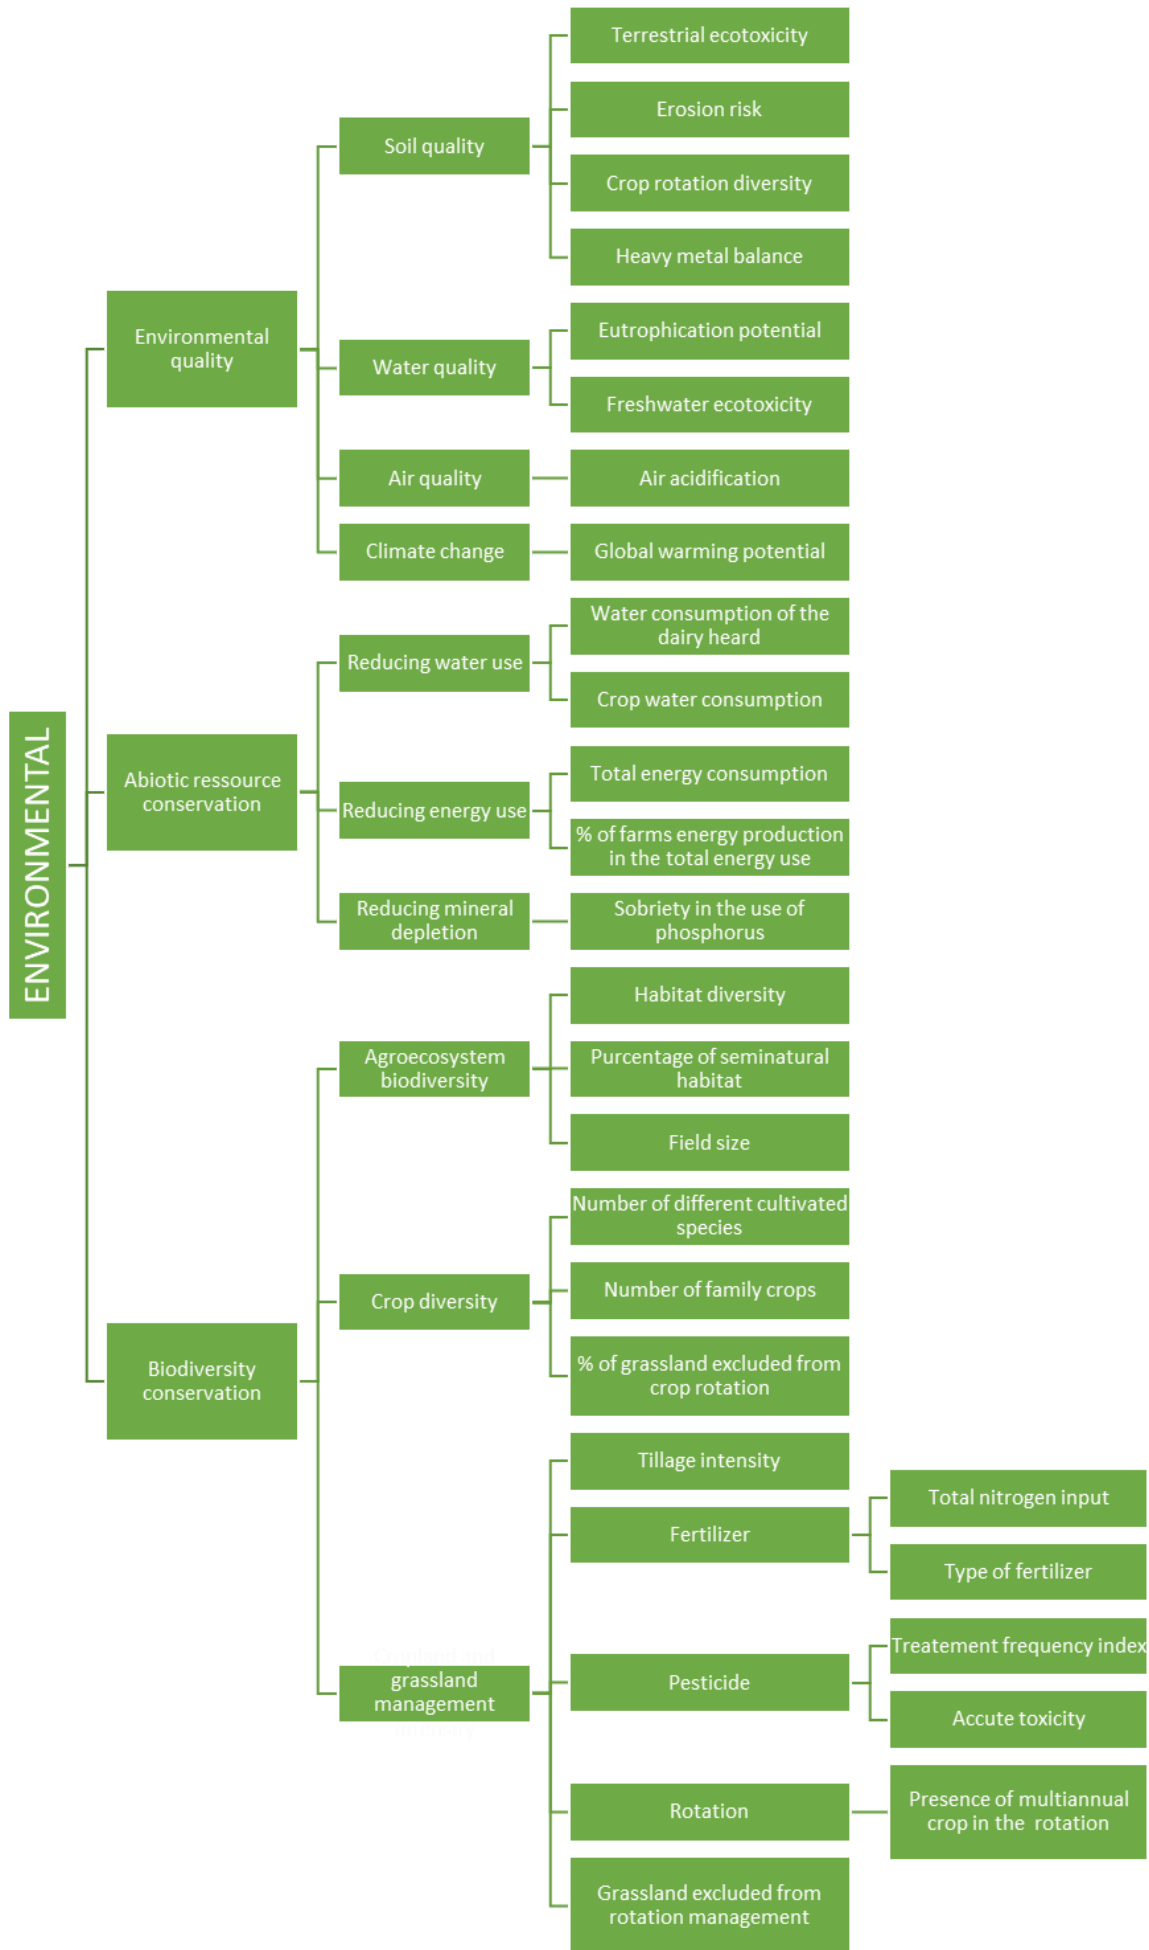 ENVIRONMENTAL
Environmental
quality
Soil quality
Terrestrial ecotoxicity
Erosion risk
Crop rotation diversity
Heavy metal balance
Water quality
Eutrophication potential
Freshwater ecotoxicity
Air quality
Air acidification
Climate change
Global warming potential
Abiotic ressource
conservation
Reducing water use
Water consumption of the
dairy heard
Crop water consumption
Reducing energy use
Total energy consumption
% of farms energy production
in the total energy use
Reducing mineral
depletion
Sobriety in the use of
phosphorus
Biodiversity
conservation
Agroecosystem
biodiversity
Habitat diversity
Purcentage of seminatural
habitat
Field size
Crop diversity
Number of different cultivated
species
Number of family crops
% of grassland excluded from
crop rotation
Cropland and
grassland
management
intensity
Tillage intensity
Fertilizer
Total nitrogen input
Type of fertilizer
Pesticide
Treatement frequency index
Accute toxicity
Rotation
Presence of multiannual
crop in the rotation
Grassland excluded from
rotation management